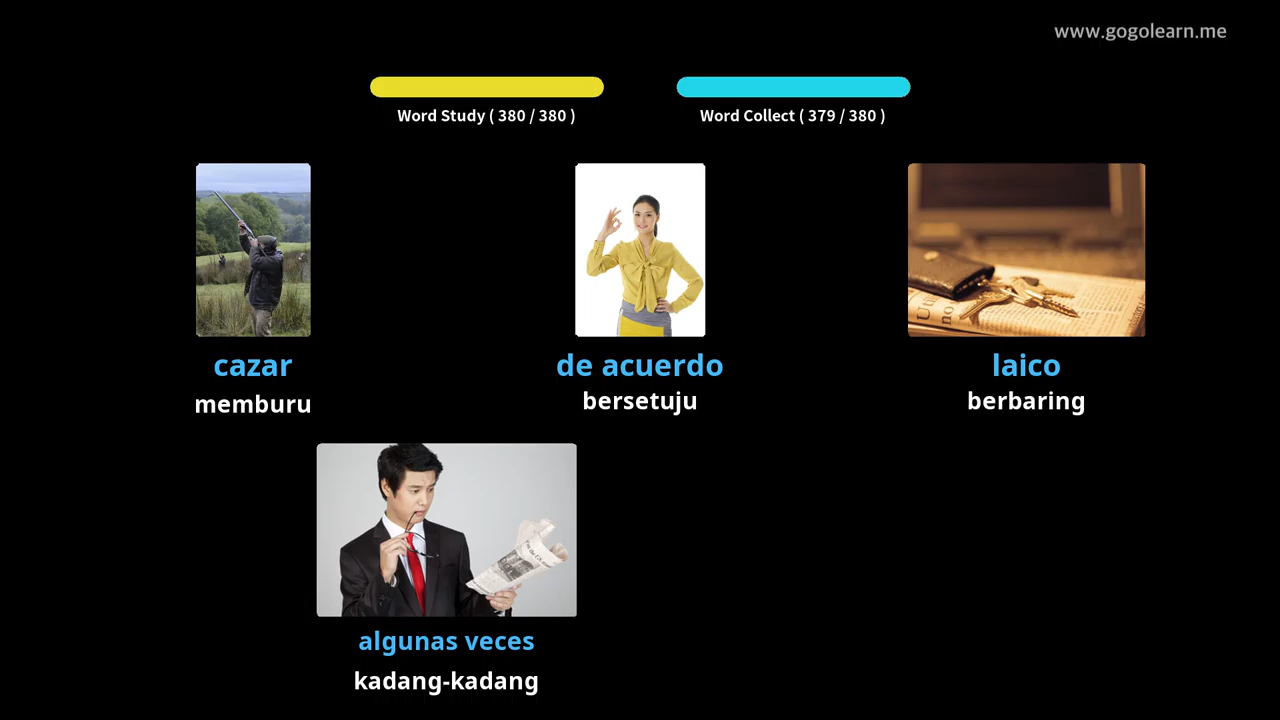 www.gogolearn.me
Word Study ( 380 / 380 )
Word Collect ( 379 / 380 )
cazar
memburu
de acuerdo
bersetuju
laico
berbaring
algunas veces
kadang-kadang